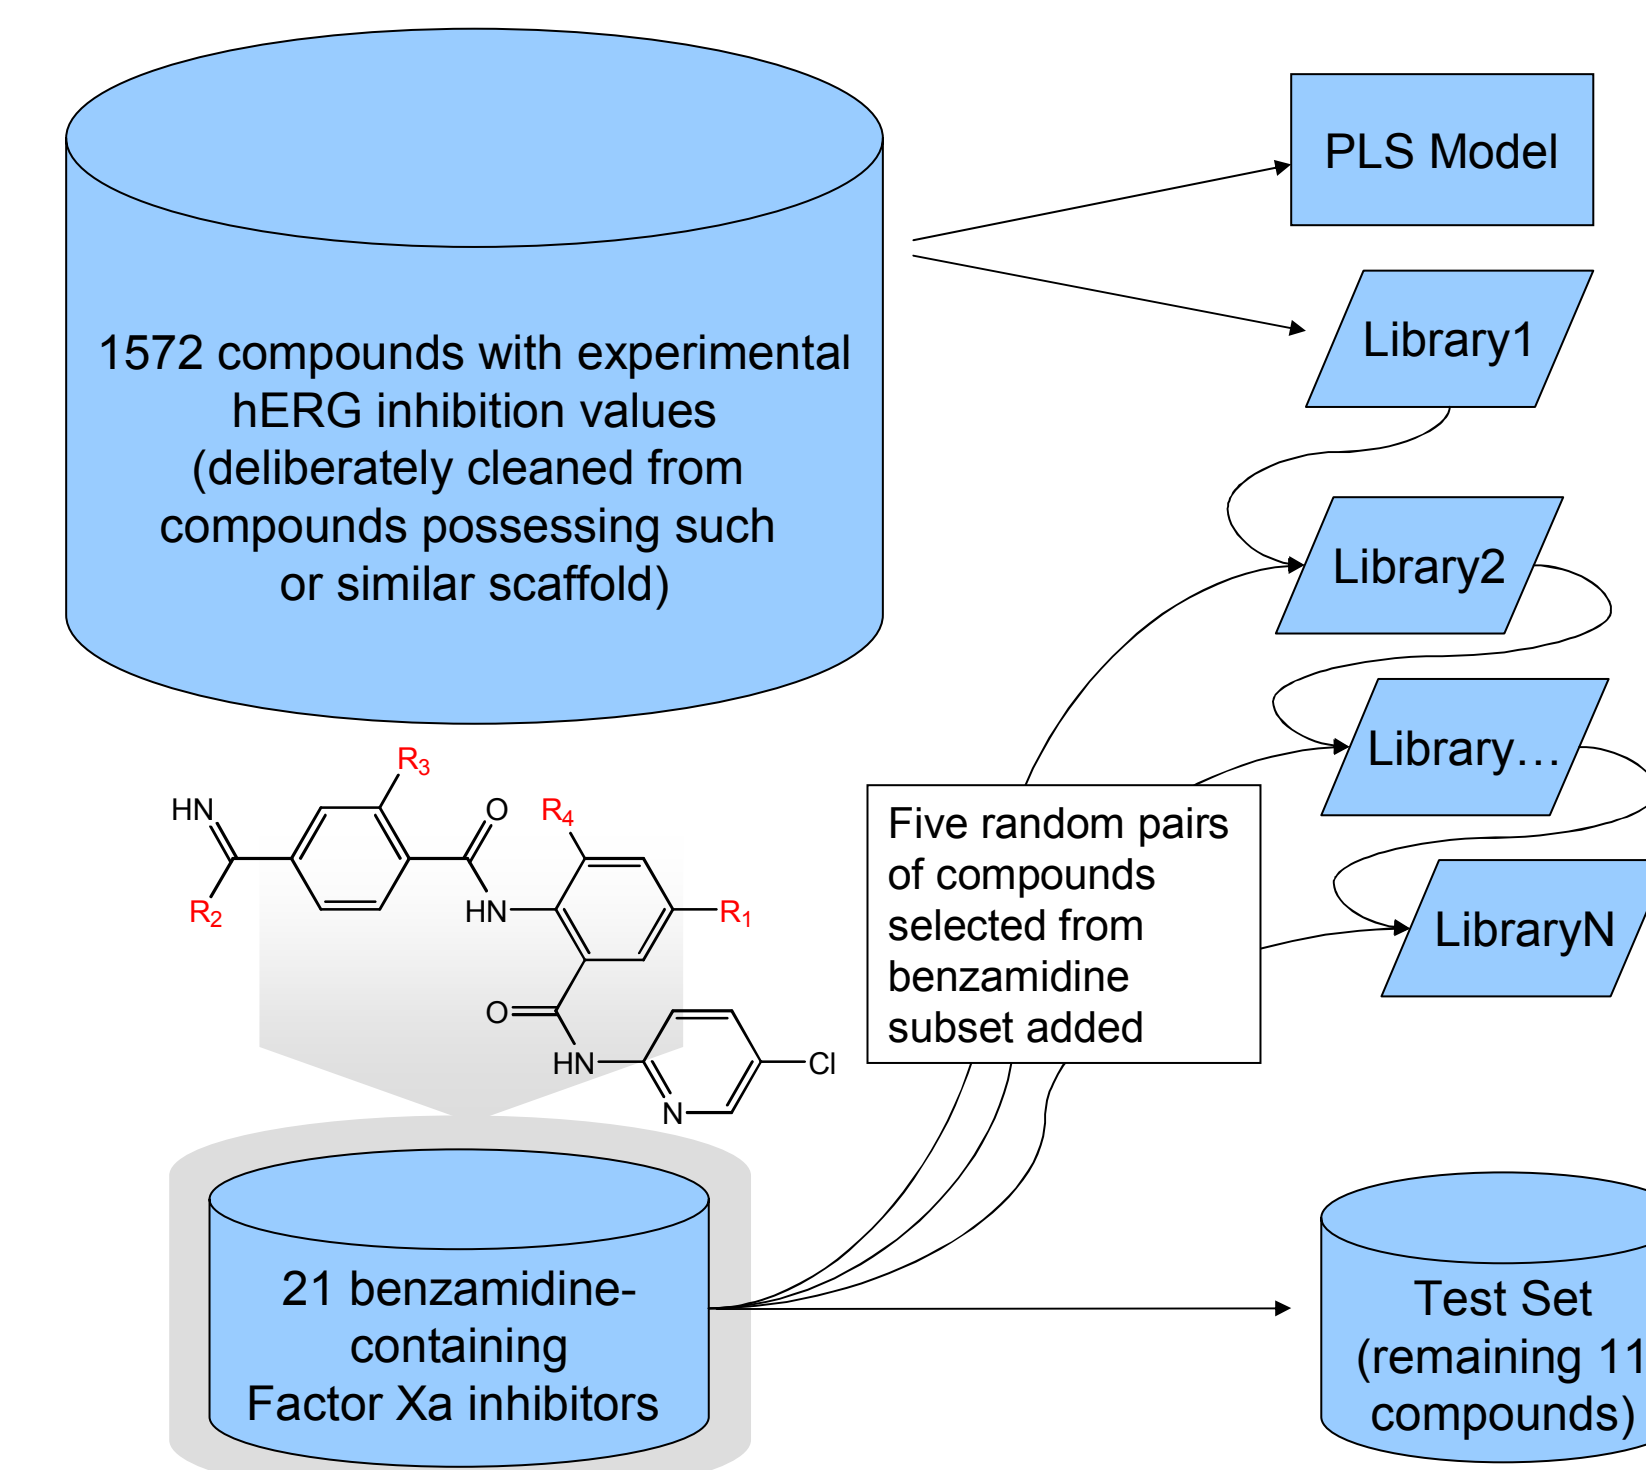 PLS Model
1572 compounds with experimental
hERG inhibition values
(deliberately cleaned from
compounds possessing such
or similar scaffold)
Library1
Library2
Library...
LibraryN
R3
HN
O
R4
R2
HN
R1
O
HN
Cl
N
Five random pairs
of compounds
selected from
benzamidine
subset added
21 benzamidine-
containing
Factor Xa inhibitors
Test Set
(remaining 11
compounds)